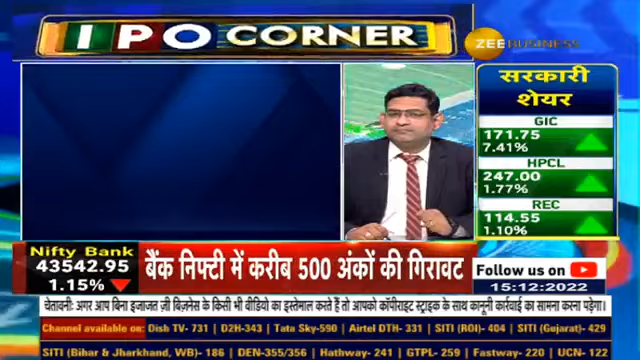 IPO CORNER
ZEE BUSINESS
सरकारी
शेयर
GIC
171.75
7.41%
HPCL
247.00
1.77%
REC
114.55
1.10%
Nifty Bank
43542.95
1.15%
बैंक निफ्टी में करीब 500 अंकों की गिरावट
Follow us on
15:12:2022
चेतावनी: अगर आप बिना इजाजत ज़ी बिज़नेस के किसी भी वीडियो का इस्तेमाल करते हैं तो आपको कॉपीराइट स्ट्राइक के साथ कानूनी कार्रवाई का सामना करना पड़ेगा।
Channel available on: Dish TV- 731 | D2H-343 | Tata Sky-590 | Airtel DTH-331 | SITI (ROI) - 404 | SITI (Gujarat)- 429
SITI (Bihar & Jharkhand, WB)- 186 | DEN-355/356 | Hathway-241 | GTPL-259 | Fastway-220 | UCN-122